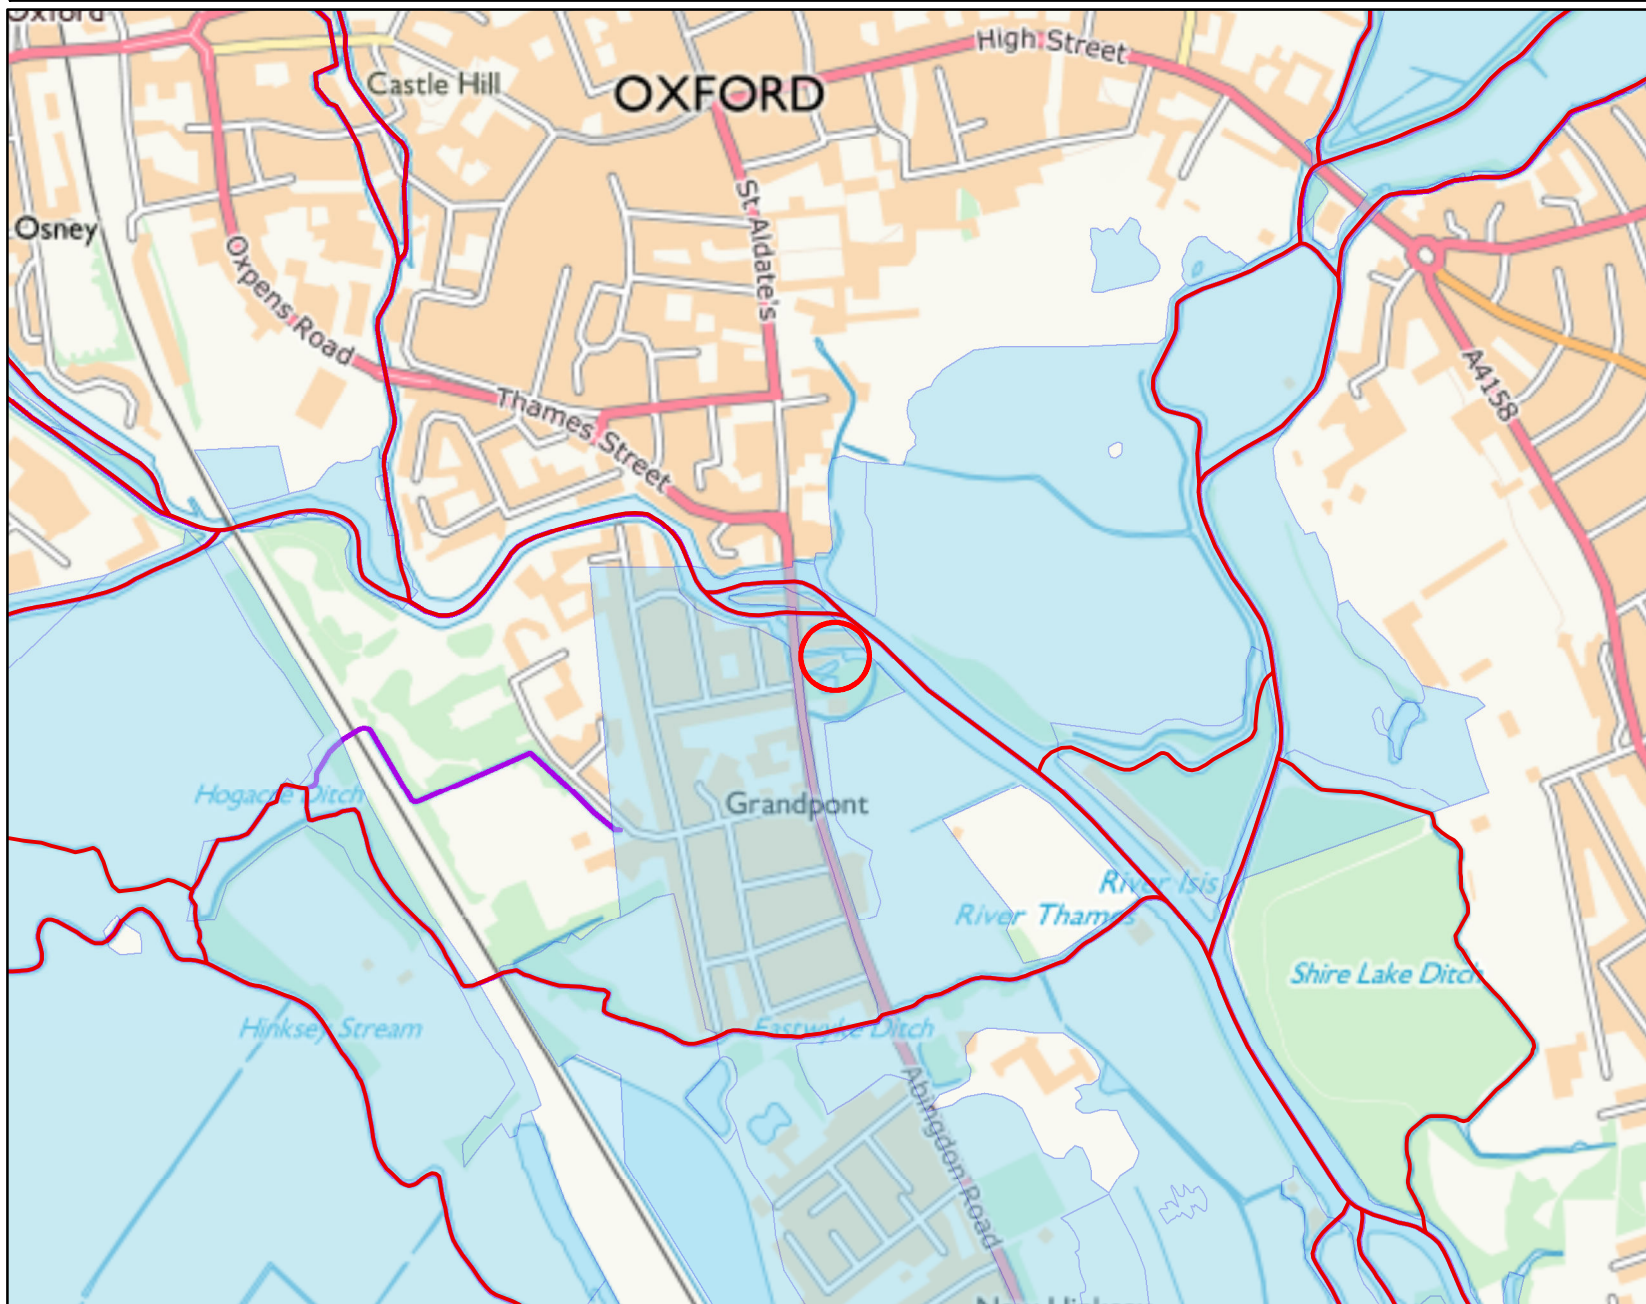 Oxford
High Street
Castle Hill
OXFORD
St Aldate's
Osney
Oxpens Road
A4158
Thames Street
Hogacre Ditch
Grandpont
River Isis
River Thames
Shire Lake Ditch
Hinksey Stream
Eastwyke Ditch
Abingdon Road